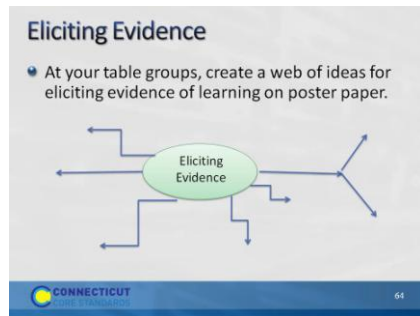 Eliciting Evidence
At your table groups, create a web of ideas for
eliciting evidence of learning on poster paper.
Eliciting
Evidence
CONNECTICUT
CORE STANDARDS
64